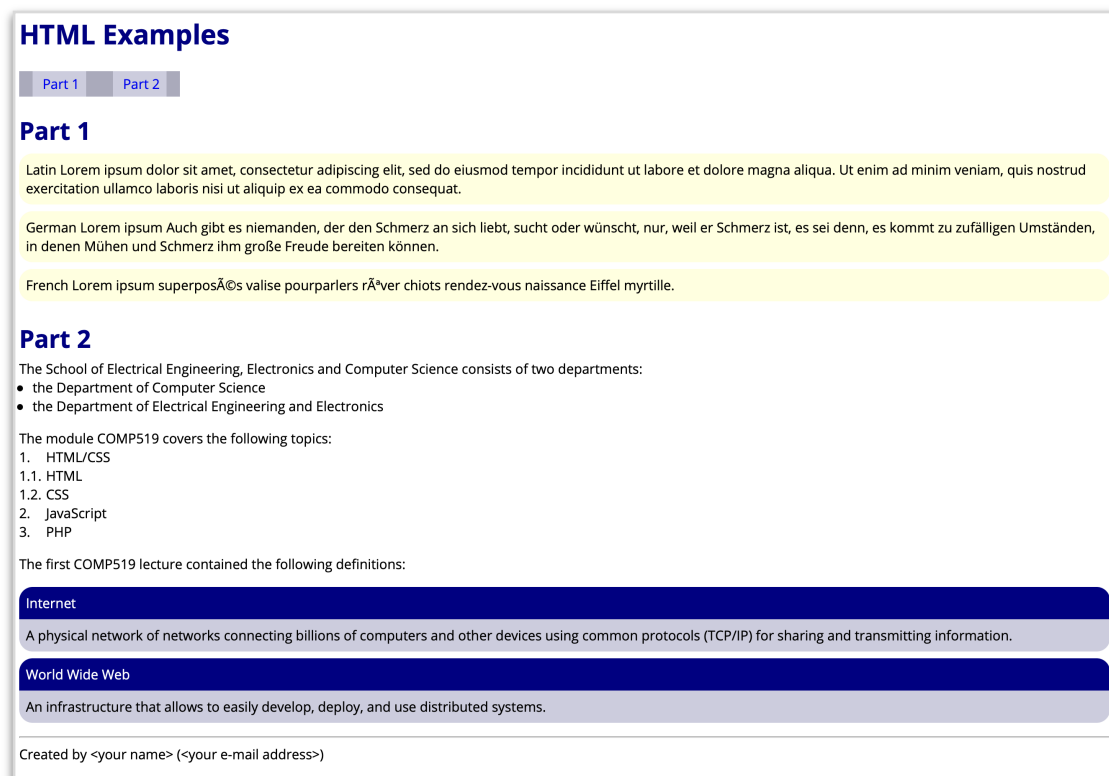 HTML Examples
Part 1 Part 2
Part 1
Latin Lorem ipsum dolor sit amet, consectetur adipiscing elit, sed do eiusmod tempor incididunt ut labore et dolore magna aliqua. Ut enim ad minim veniam, quis nostrud
exercitation ullamco laboris nisi ut aliquip ex ea commodo consequat.
German Lorem ipsum Auch gibt es niemanden, der den Schmerz an sich liebt, sucht oder wünscht, nur, weil er Schmerz ist, es sei denn, es kommt zu zufälligen Umständen,
in denen Mühen und Schmerz ihm große Freude bereiten können.
French Lorem ipsum superposÃ©s valise pourparlers rÃªver chiots rendez-vous naissance Eiffel myrtille.
Part 2
The School of Electrical Engineering, Electronics and Computer Science consists of two departments:
• the Department of Computer Science
• the Department of Electrical Engineering and Electronics
The module COMP519 covers the following topics:
1. HTML/CSS
1.1. HTML
1.2. CSS
2. JavaScript
3. PHP
The first COMP519 lecture contained the following definitions:
Internet
A physical network of networks connecting billions of computers and other devices using common protocols (TCP/IP) for sharing and transmitting information.
World Wide Web
An infrastructure that allows to easily develop, deploy, and use distributed systems.
Created by <your name> (<your e-mail address>)